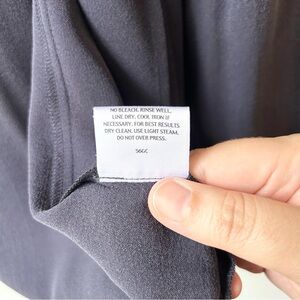 NO BLEACH. RINSE WELL.
LINE DRY. COOL IRON IF
NECESSARY. FOR BEST RESULTS
DRY CLEAN. USE LIGHT STEAM.
DO NOT OVER PRESS.
56GC